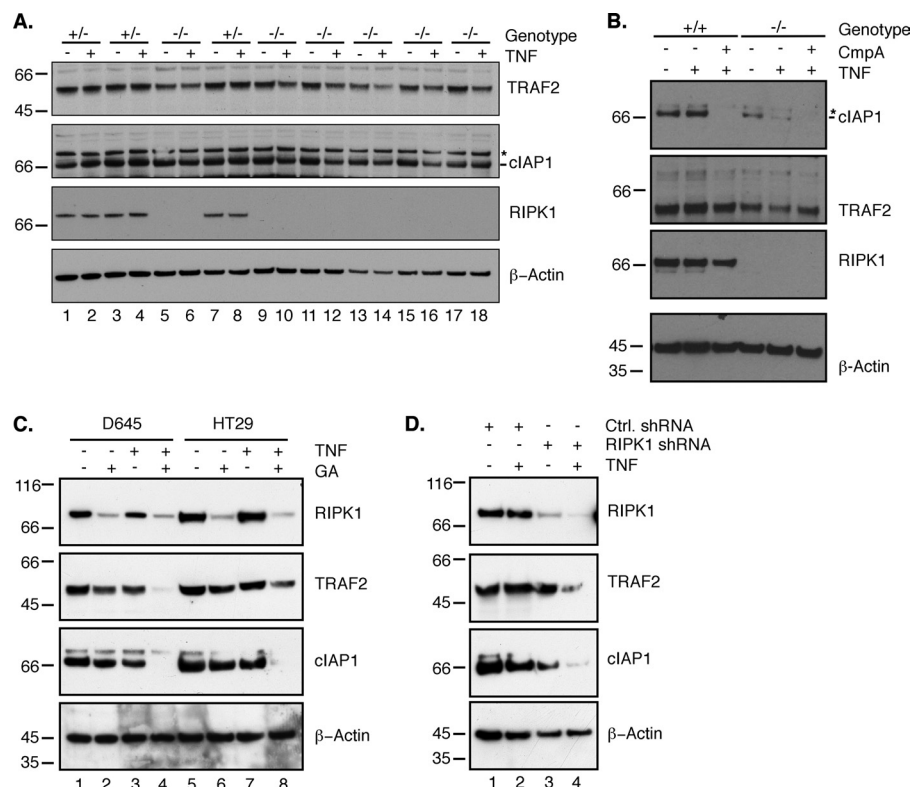 A.
+/- +/- -/- +/- -/- -/- -/- -/- -/- Genotype
- + - + - + - + - + - + - + - + - + TNF
66
TRAF2
45
*
66 cIAP1
RIPK1
66
β–Actin
1 2 3 4 5 6 7 8 9 10 11 12 13 14 15 16 17 18
B.
+/+ -/- Genotype
- - + - - + CmpA
- + + - + + TNF
*
66 cIAP1
66
TRAF2
66 RIPK1
45
35 β-Actin
C.
D645 HT29
- - + + - - + + TNF
- + - + - + - + GA
116
RIPK1
66
66
TRAF2
45
66 cIAP1
45 β–Actin
35
1 2 3 4 5 6 7 8
D.
+ + - - Ctrl. shRNA
- - + + RIPK1 shRNA
- + - + TNF
116
RIPK1
66
66
TRAF2
45
66 cIAP1
45 β–Actin
35
1 2 3 4